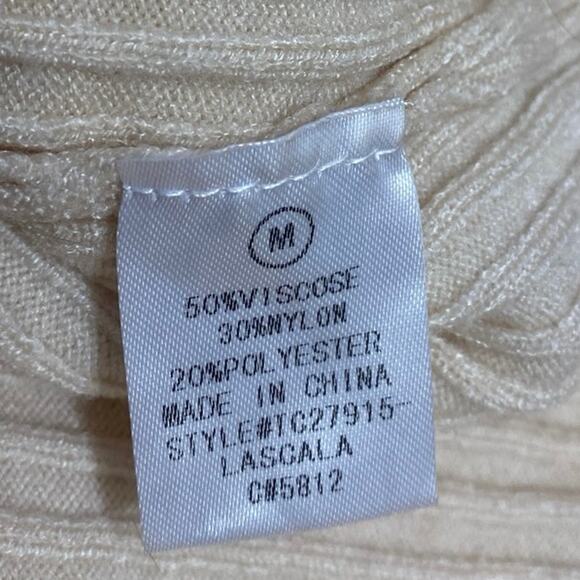 M
50%VISCOSE
30%NYLON
20%POLYESTER
MADE IN CHINA
STYLE#TC27915-
LASCALA
C#5812